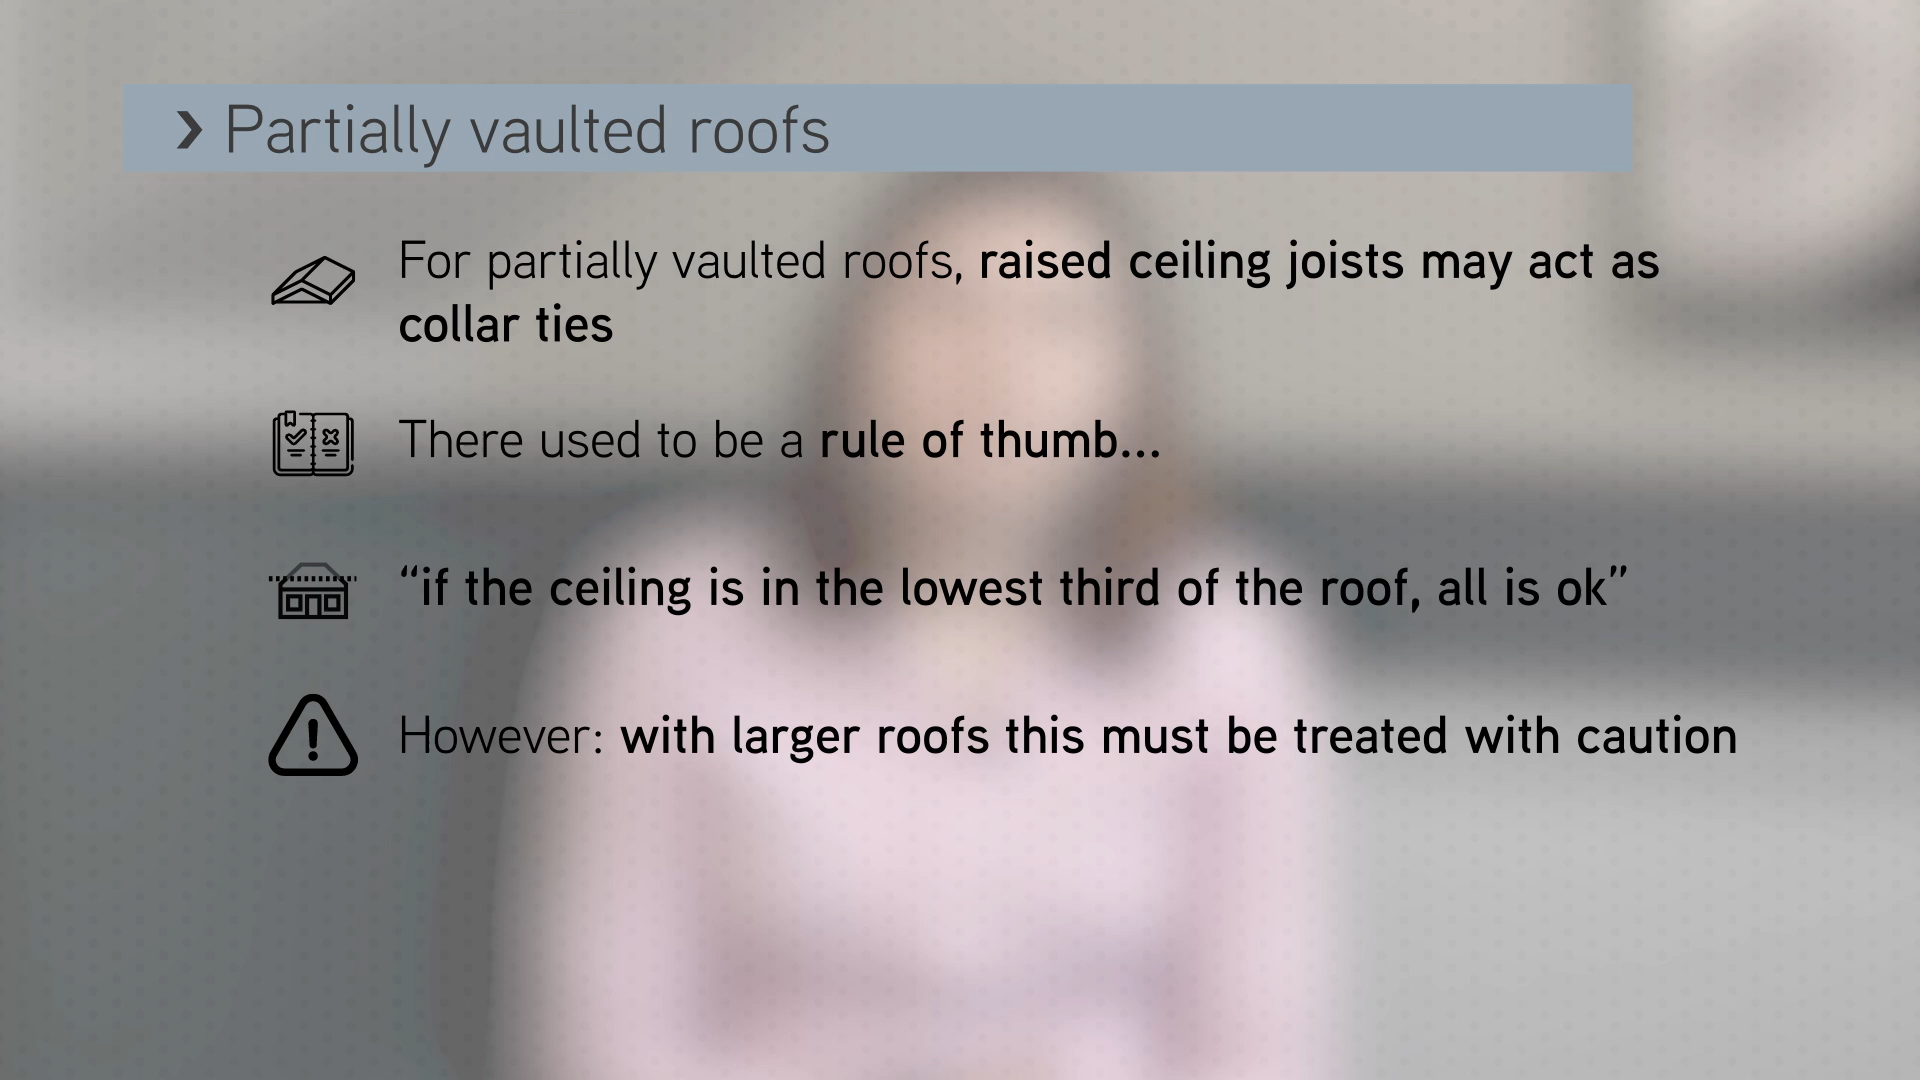 Partially vaulted roofs
For partially vaulted roofs, raised ceiling joists may act as
collar ties
There used to be a rule of thumb...
“if the ceiling is in the lowest third of the roof, all is ok”
However: with larger roofs this must be treated with caution